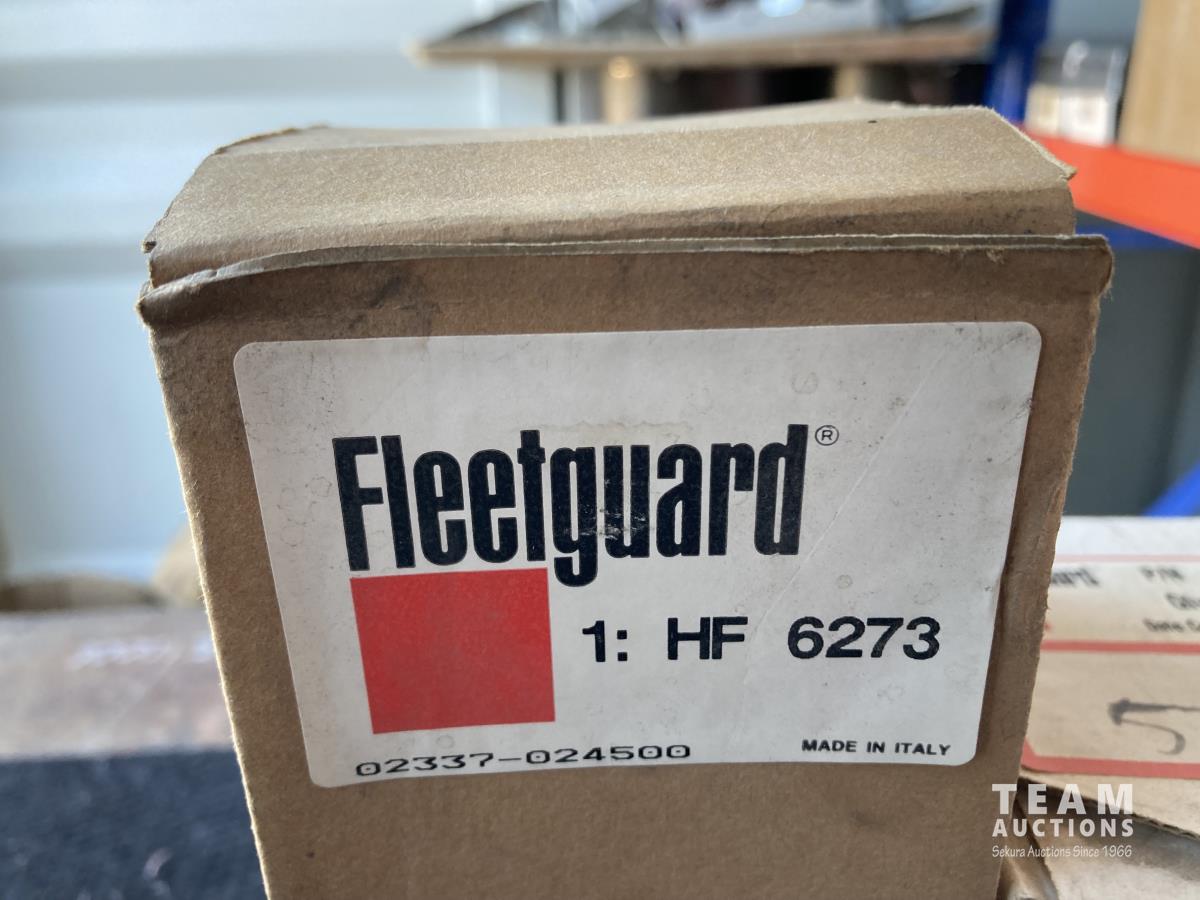 Fleetguard®
1: HF 6273
02337-024500
MADE IN ITALY
P/N
TEAM
AUCTIONS
Sekura Auctions Since 1966